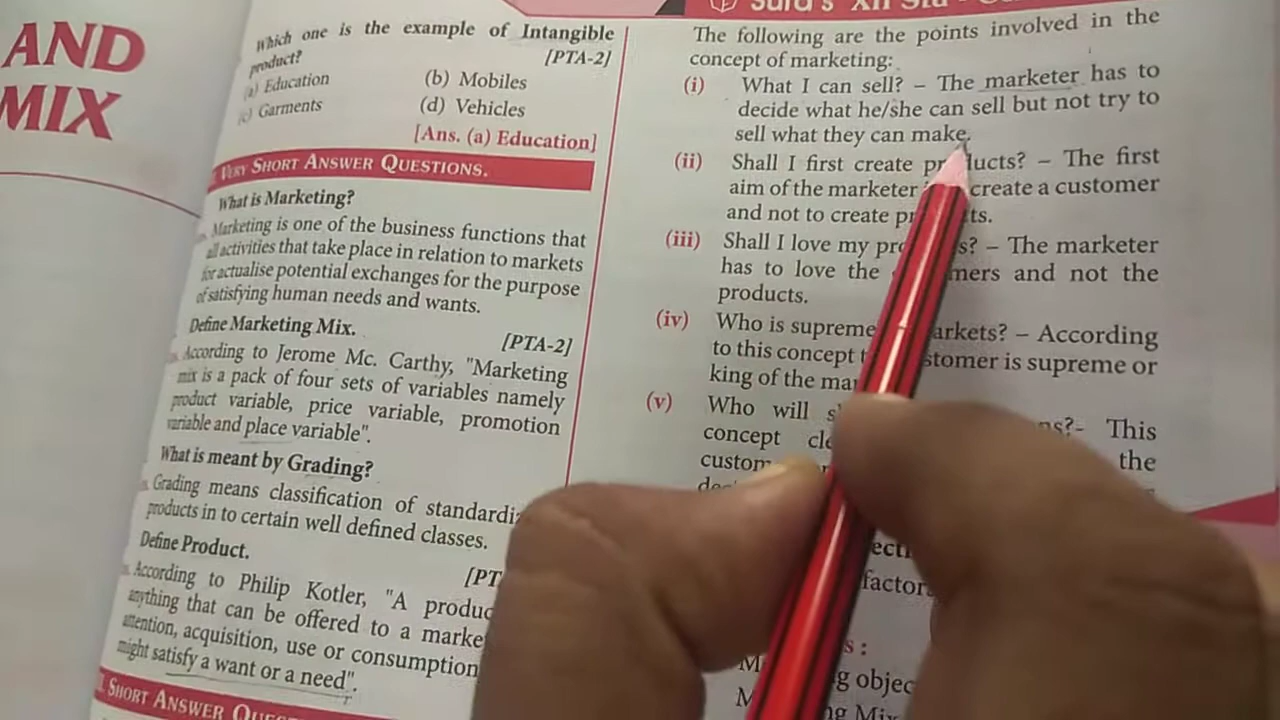 AND
MIX
Which one is the example of Intangible
product? [PTA-2]
(a) Education (b) Mobiles
(c) Garments (d) Vehicles
[Ans. (a) Education]
VERY SHORT ANSWER QUESTIONS.
What is Marketing?
Marketing is one of the business functions that
all activities that take place in relation to markets
for actualise potential exchanges for the purpose
of satisfying human needs and wants.
Define Marketing Mix. [PTA-2]
According to Jerome Mc. Carthy, "Marketing
mix is a pack of four sets of variables namely
product variable, price variable, promotion
variable and place variable".
What is meant by Grading?
Grading means classification of
products in to certain well defined classes.
Define Product. [PT
According to Philip Kotler, "A
anything that can be offered to a
attention, acquisition, use or consumption
might satisfy a want or a need".
SHORT ANSWER
Sura's XII
The following are the points involved in the
concept of marketing:
(i) What I can sell? – The marketer has to
decide what he/she can sell but not try to
sell what they can make.
(ii) Shall I first create products? – The first
aim of the marketer create a customer
and not to create
(iii) Shall I love my – The marketer
has to love the and not the
products.
(iv) Who is supreme – According
to this concept is supreme or
king of the
(v) Who will This
concept the